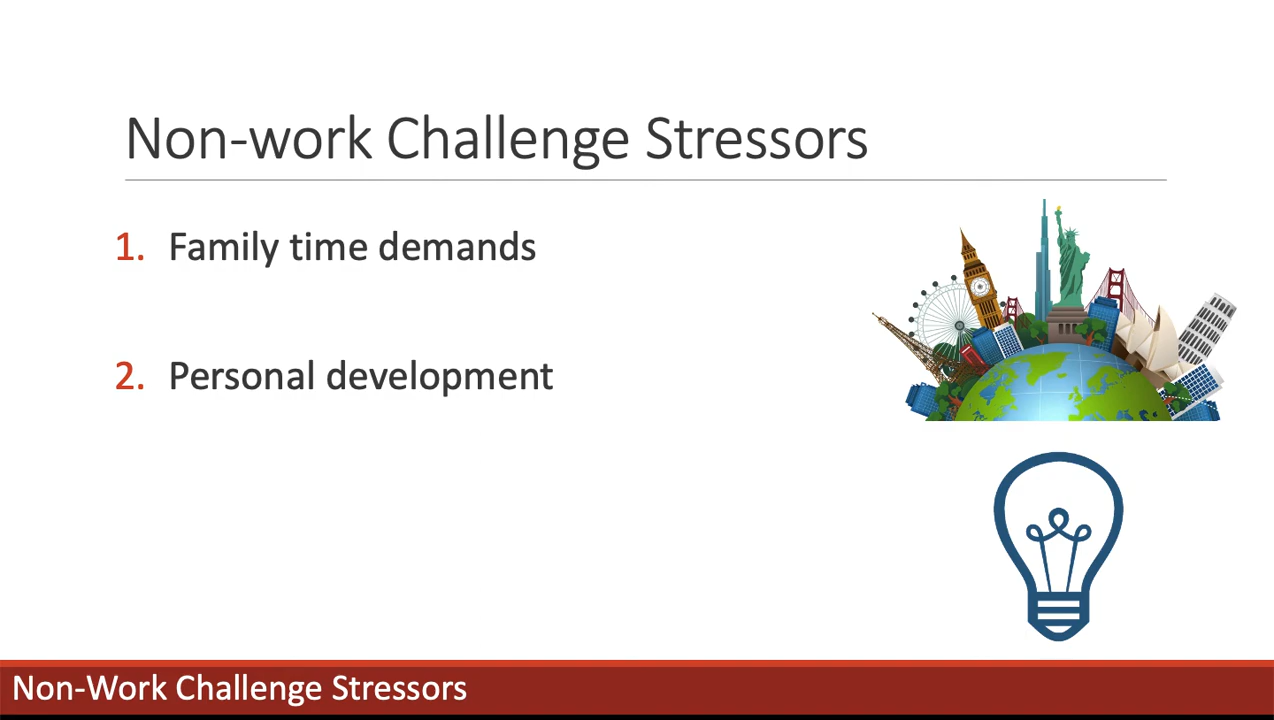 Non-work Challenge Stressors
1. Family time demands
2. Personal development
Non-Work Challenge Stressors